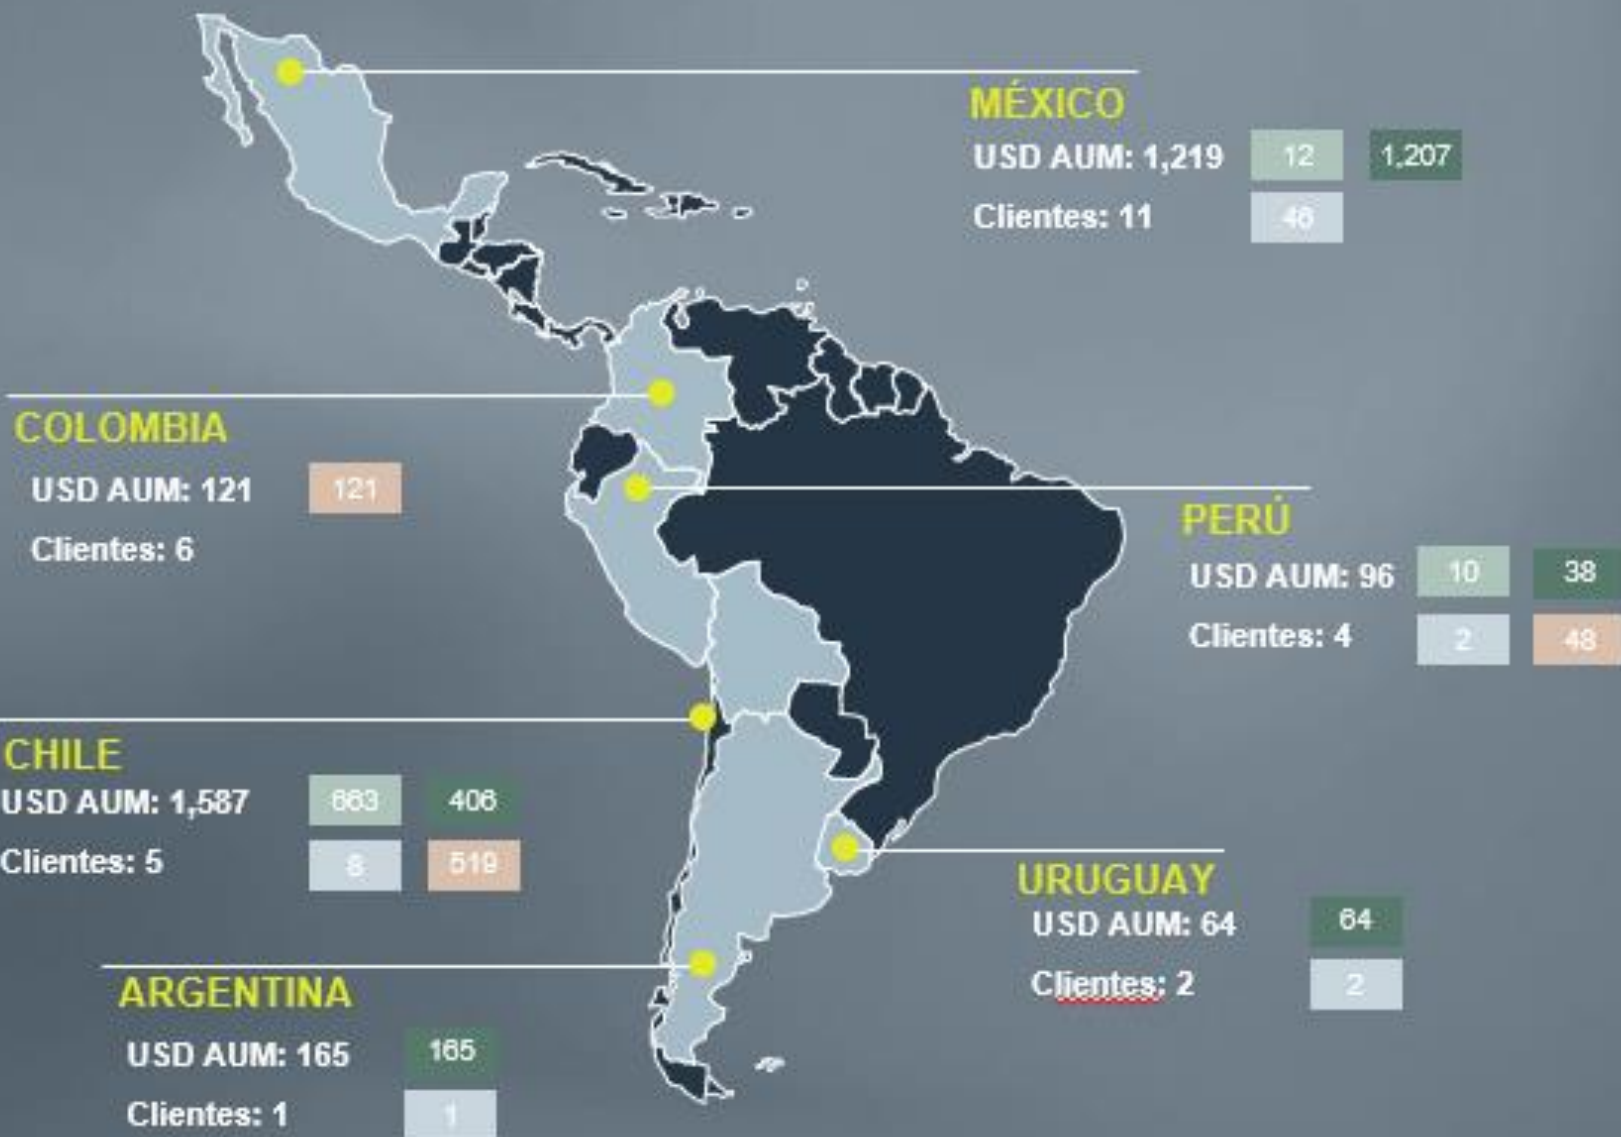 MÉXICO
USD AUM: 1,219 12 1,207
Clientes: 11 46
COLOMBIA
USD AUM: 121 121
Clientes: 6
PERÚ
USD AUM: 96 10 38
Clientes: 4 2 48
CHILE
USD AUM: 1,587 663 406
Clientes: 5 8 519
URUGUAY
USD AUM: 64 64
Clientes: 2 2
ARGENTINA
USD AUM: 165 165
Clientes: 1 1